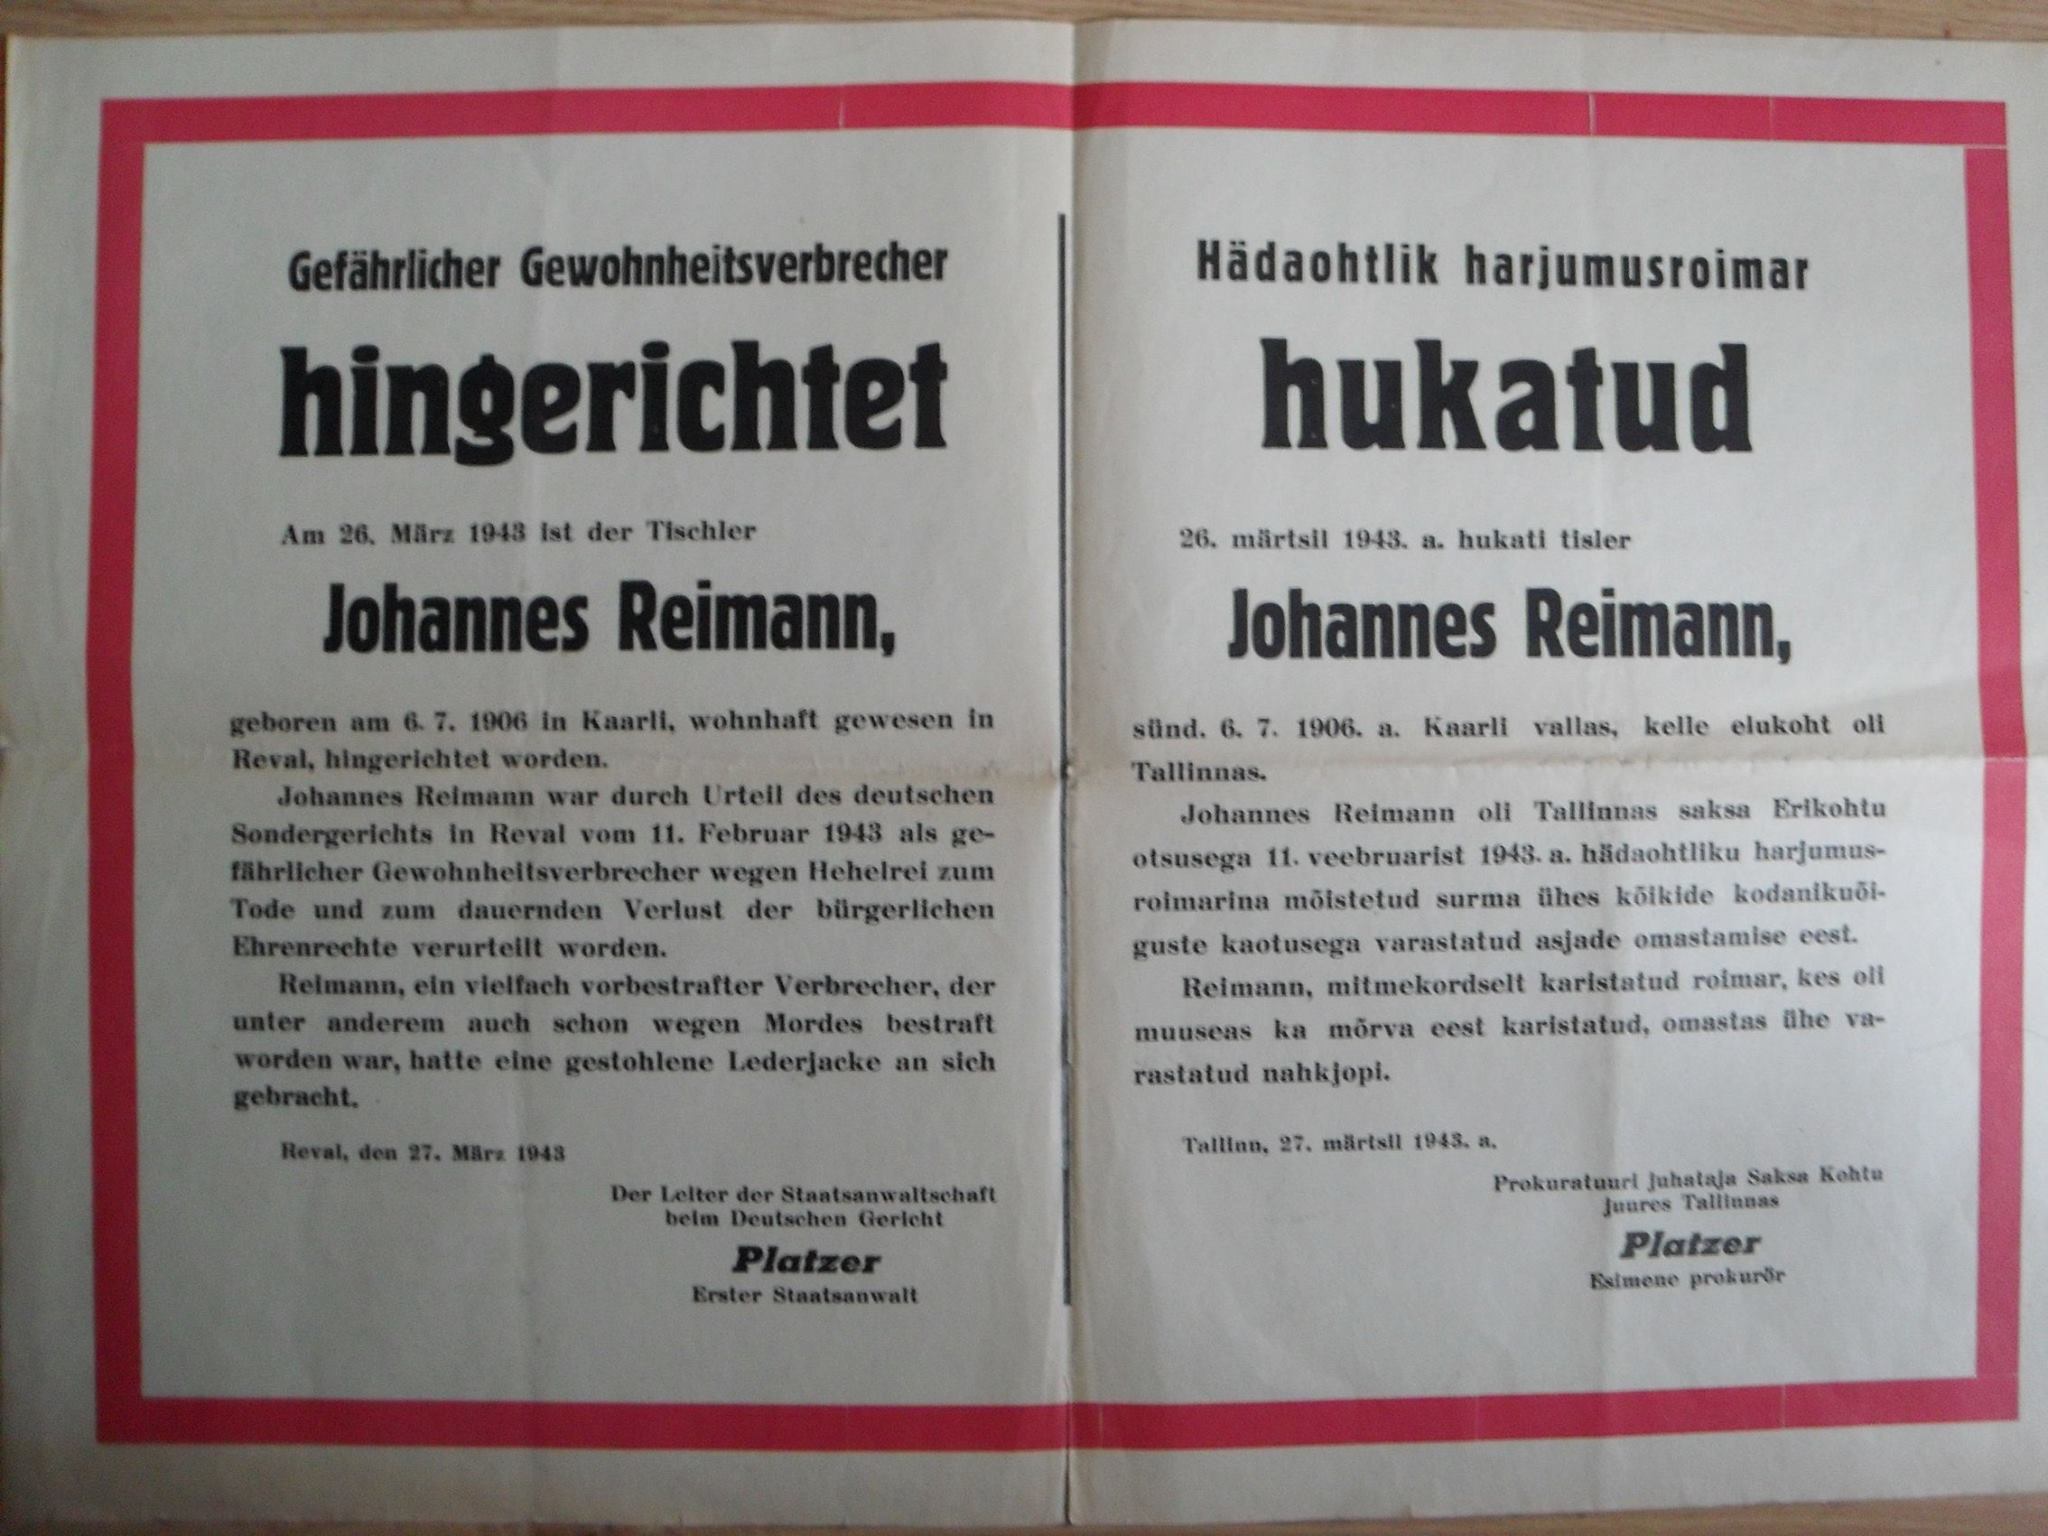 Gefährlicher Gewohnheitsverbrecher
hingerichtet
Am 26. März 1943 ist der Tischler
Johannes Reimann,
geboren am 6. 7. 1906 in Kaarli, wohnhaft gewesen in
Reval, hingerichtet worden.
Johannes Reimann war durch Urteil des deutschen
Sondergerichts in Reval vom 11. Februar 1943 als ge-
fährlicher Gewohnheitsverbrecher wegen Hehelrei zum
Tode und zum dauernden Verlust der bürgerlichen
Ehrenrechte verurteilt worden.
Reimann, ein vielfach vorbestrafter Verbrecher, der
unter anderem auch schon wegen Mordes bestraft
worden war, hatte eine gestohlene Lederjacke an sich
gebracht.
Reval, den 27. März 1943
Der Leiter der Staatsanwaltschaft
beim Deutschen Gericht
Platzer
Erster Staatsanwalt
Hädaohtlik harjumusroimar
hukatud
26. märtsil 1943. a. hukati tisler
Johannes Reimann,
sünd. 6. 7. 1906. a. Kaarli vallas, kelle elukoht oli
Tallinnas.
Johannes Reimann oli Tallinnas saksa Erikohtu
otsusega 11. veebruarist 1943. a. hädaohtliku harjumus-
roimarina mõistetud surma ühes kõikide kodanikuõi-
guste kaotusega varastatud asjade omastamise eest.
Reimann, mitmekordselt karistatud roimar, kes oli
muuseas ka mõrva eest karistatud, omastas ühe va-
rastatud nahkjopi.
Tallinn, 27. märtsil 1943. a.
Prokuratuuri juhataja Saksa Kohtu
juures Tallinnas
Platzer
Esimene prokurör